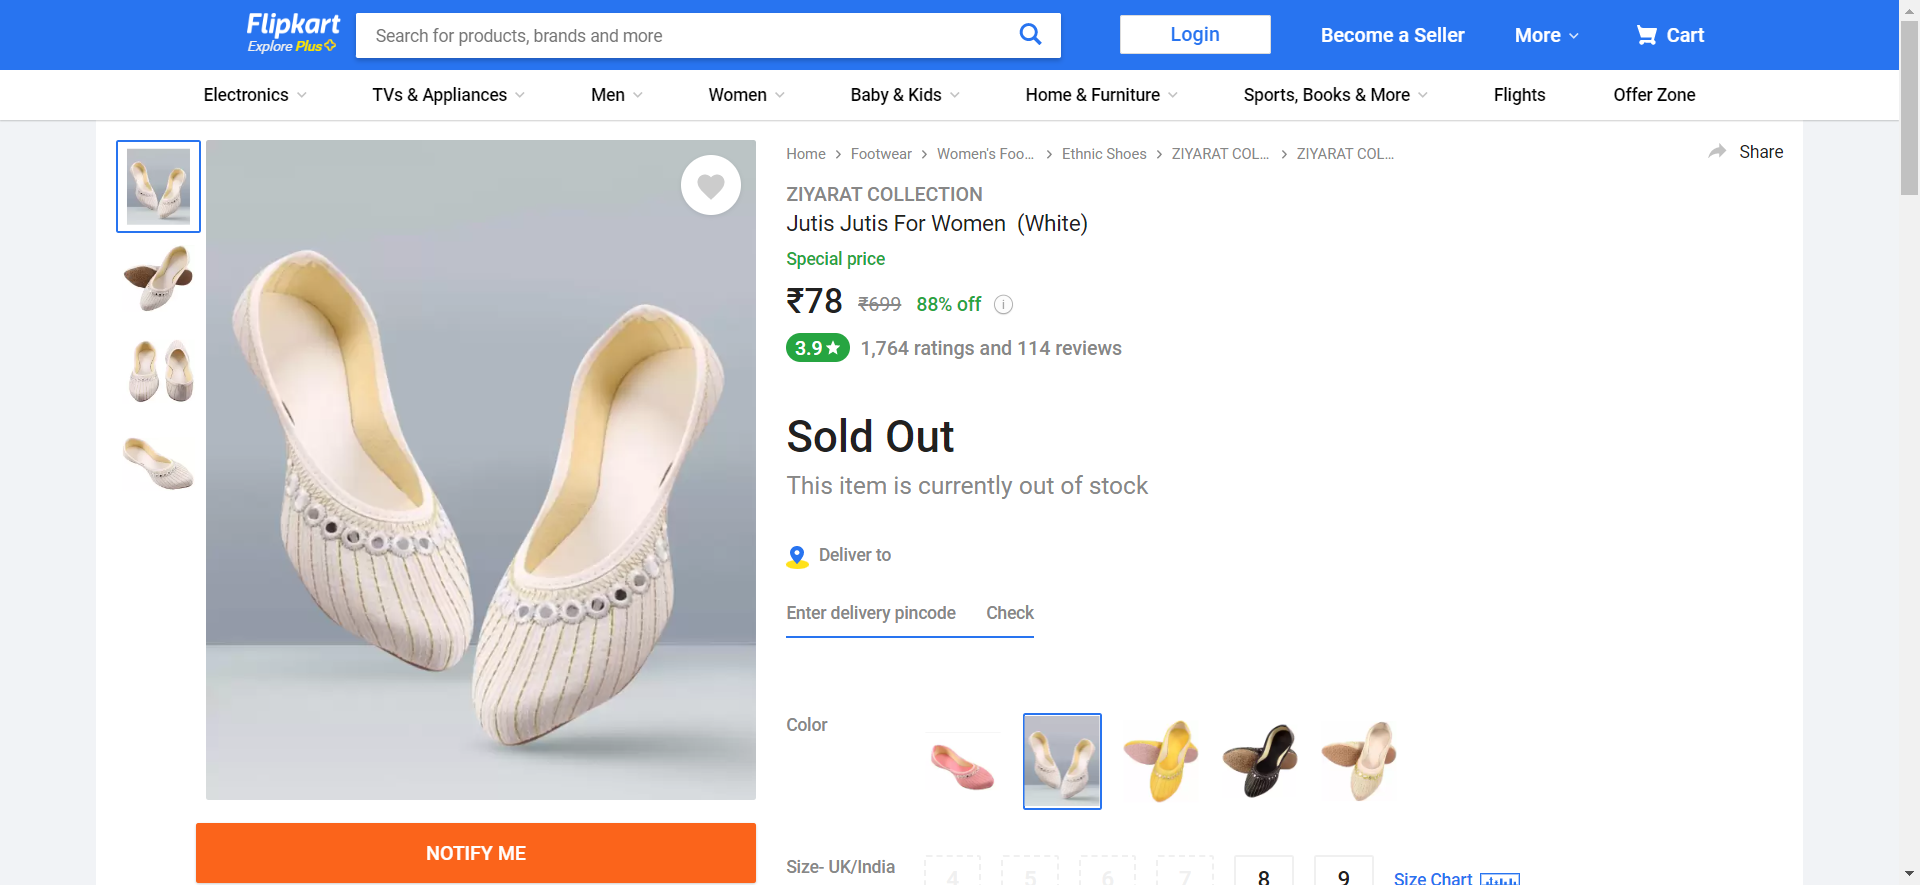 Flipkart
Explore Plus
Search for products, brands and more
Login
Become a Seller
More
Cart
Electronics
TVs & Appliances
Men
Women
Baby & Kids
Home & Furniture
Sports, Books & More
Flights
Offer Zone
Home
Footwear
Women's Foo...
Ethnic Shoes
ZIYARAT COL...
ZIYARAT COL...
Share
ZIYARAT COLLECTION
Jutis Jutis For Women (White)
Special price
₹78 ₹699 88% off
3.9 1,764 ratings and 114 reviews
Sold Out
This item is currently out of stock
Deliver to
Enter delivery pincode
Check
Color
NOTIFY ME
Size- UK/India
4 5 6 7 8 9
Size Chart